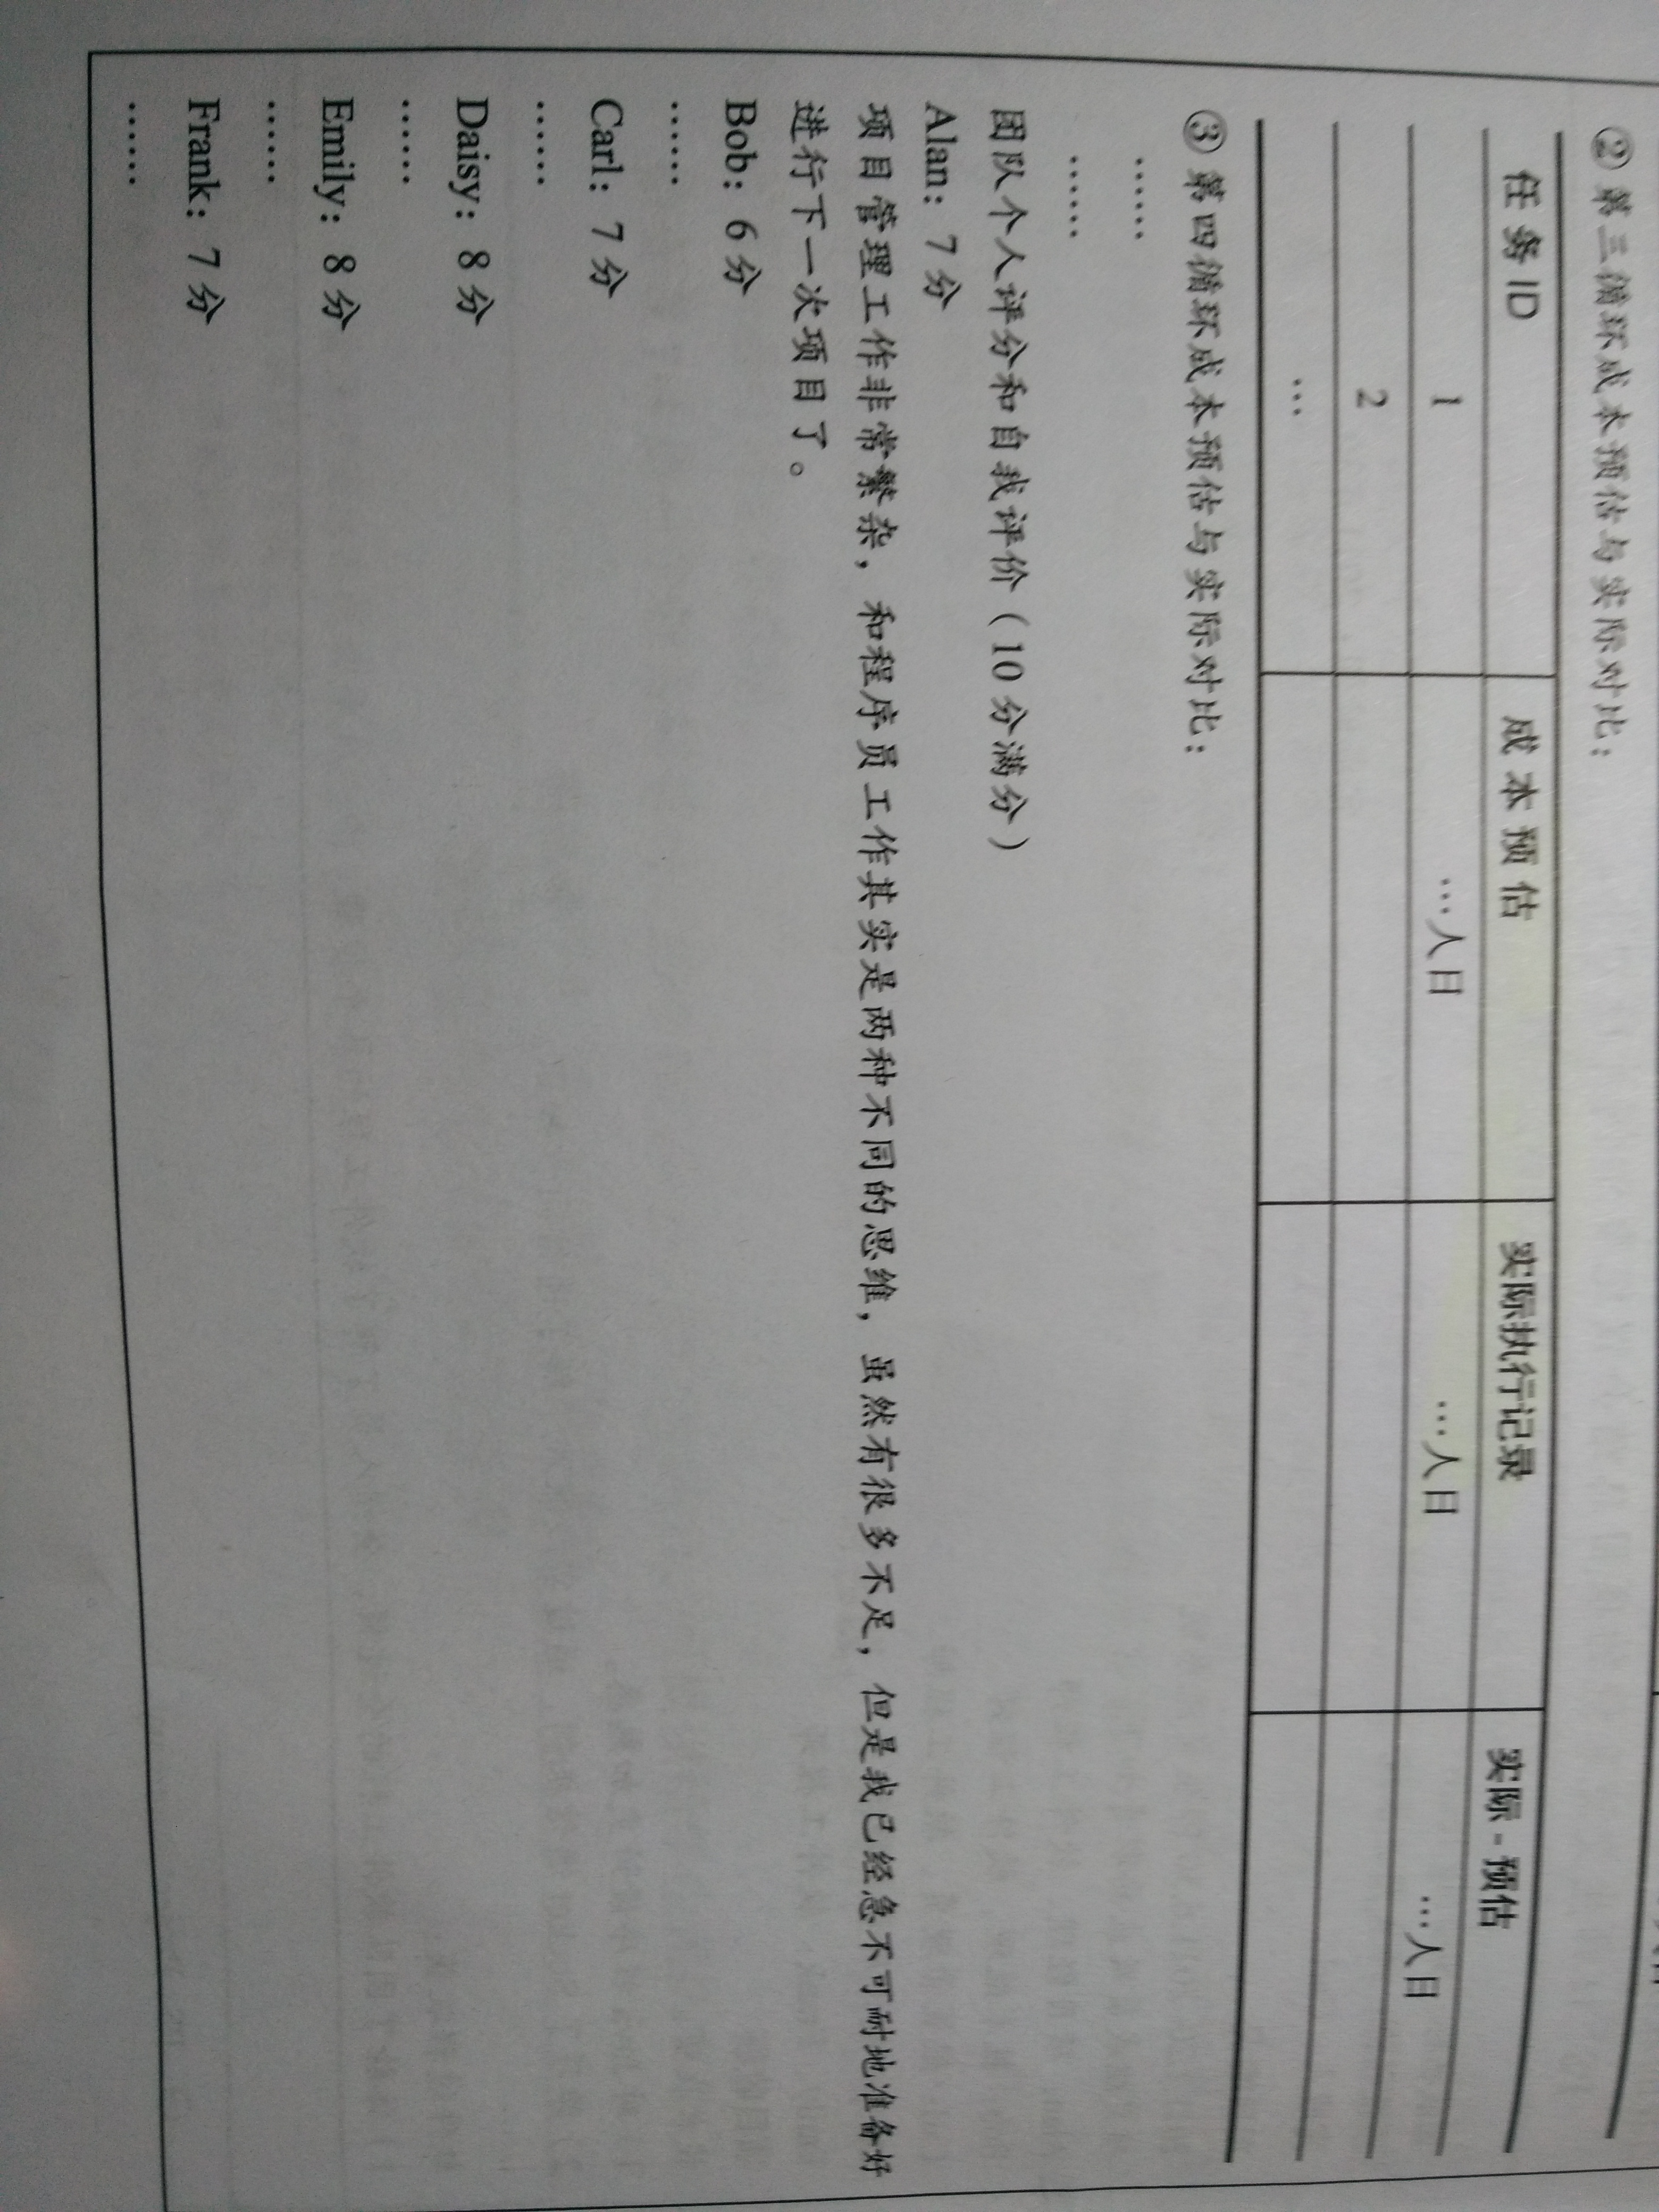 ② 第三循环成本预估与实际对比：
任务 ID 成本预估 实际执行记录 实际 - 预估
1 …人日 …人日 …人日
2
…
③ 第四循环成本预估与实际对比：
……
……
团队个人评分和自我评价（10 分满分）
Alan：7 分
项目管理工作非常繁杂，和程序员工作其实是两种不同的思维，虽然有很多不足，但是我已经急不可耐地准备好
进行下一次项目了。
Bob：6 分
……
Carl：7 分
……
Daisy：8 分
……
Emily：8 分
……
Frank：7 分
……